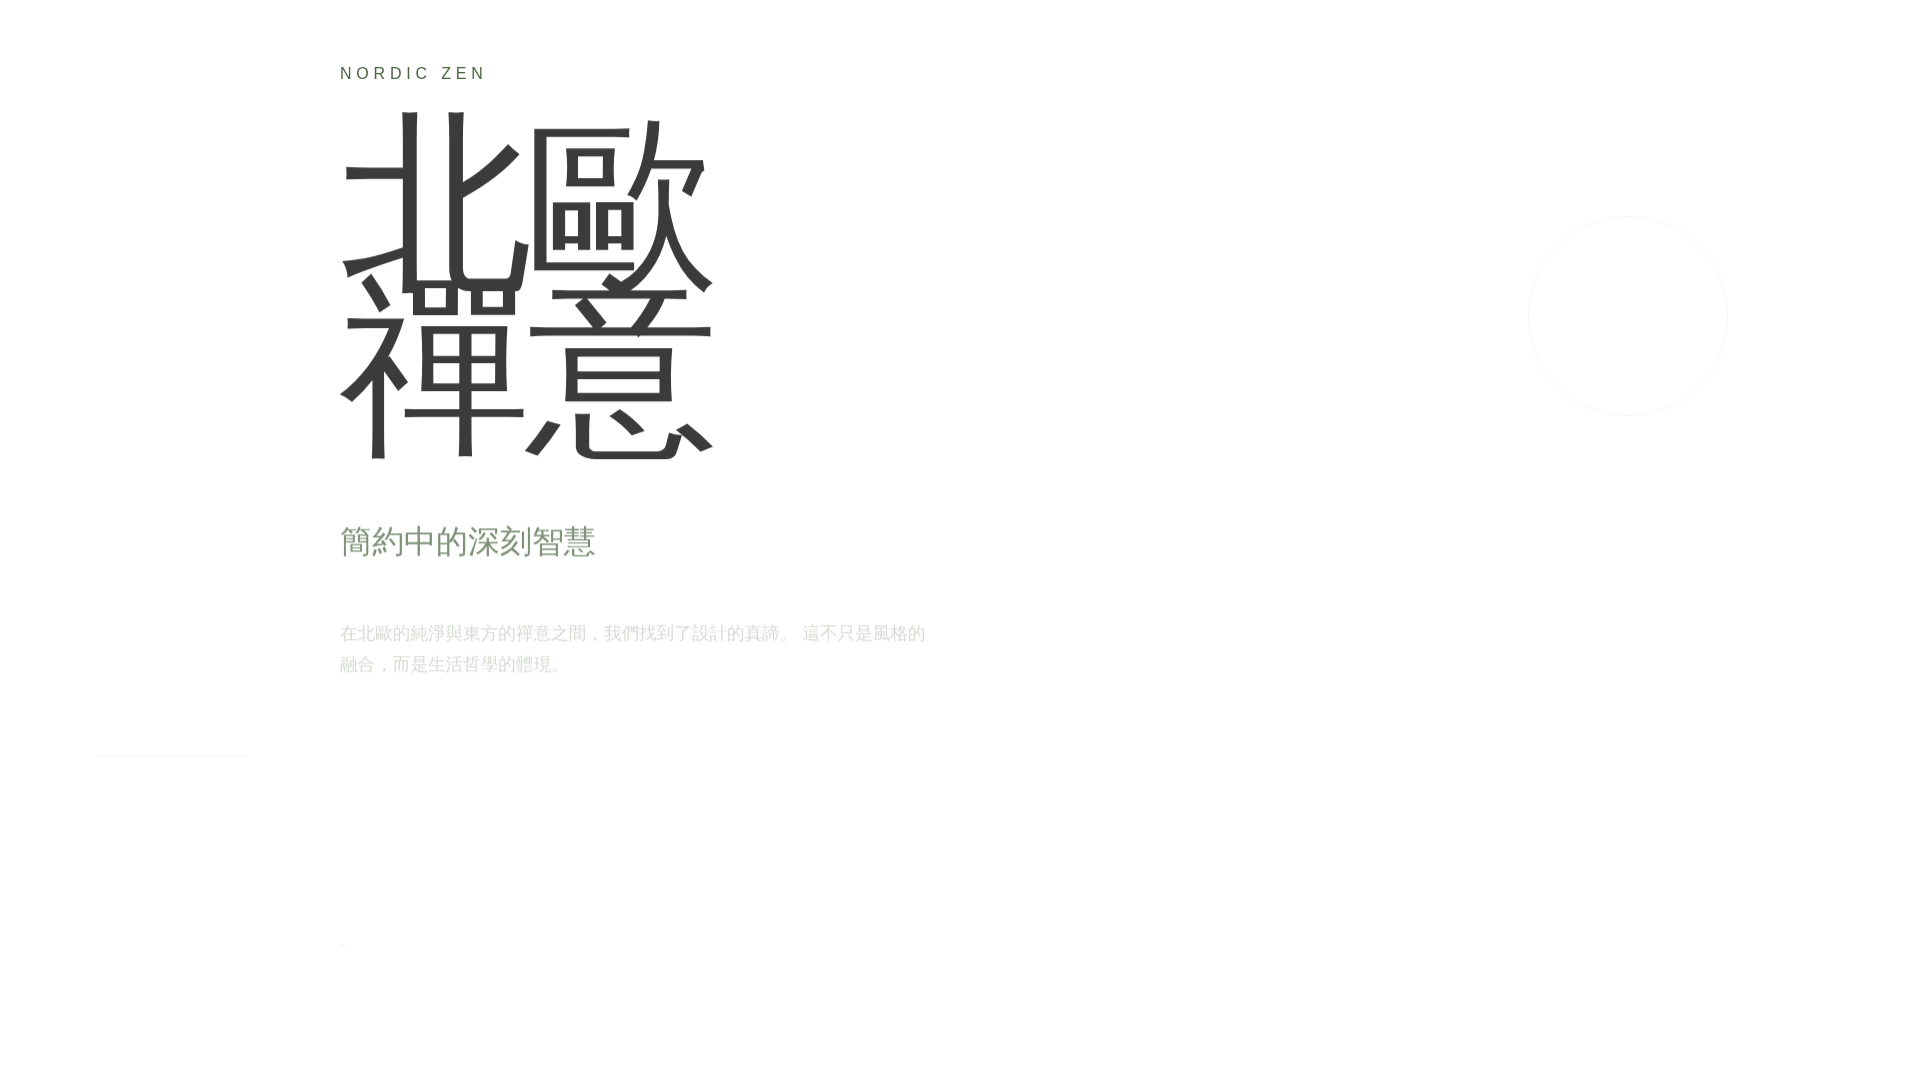 NORDIC ZEN
北歐
禪意
簡約中的深刻智慧
在北歐的純淨與東方的禪意之間，我們找到了設計的真諦。 這不只是風格的
融合，而是生活哲學的體現。